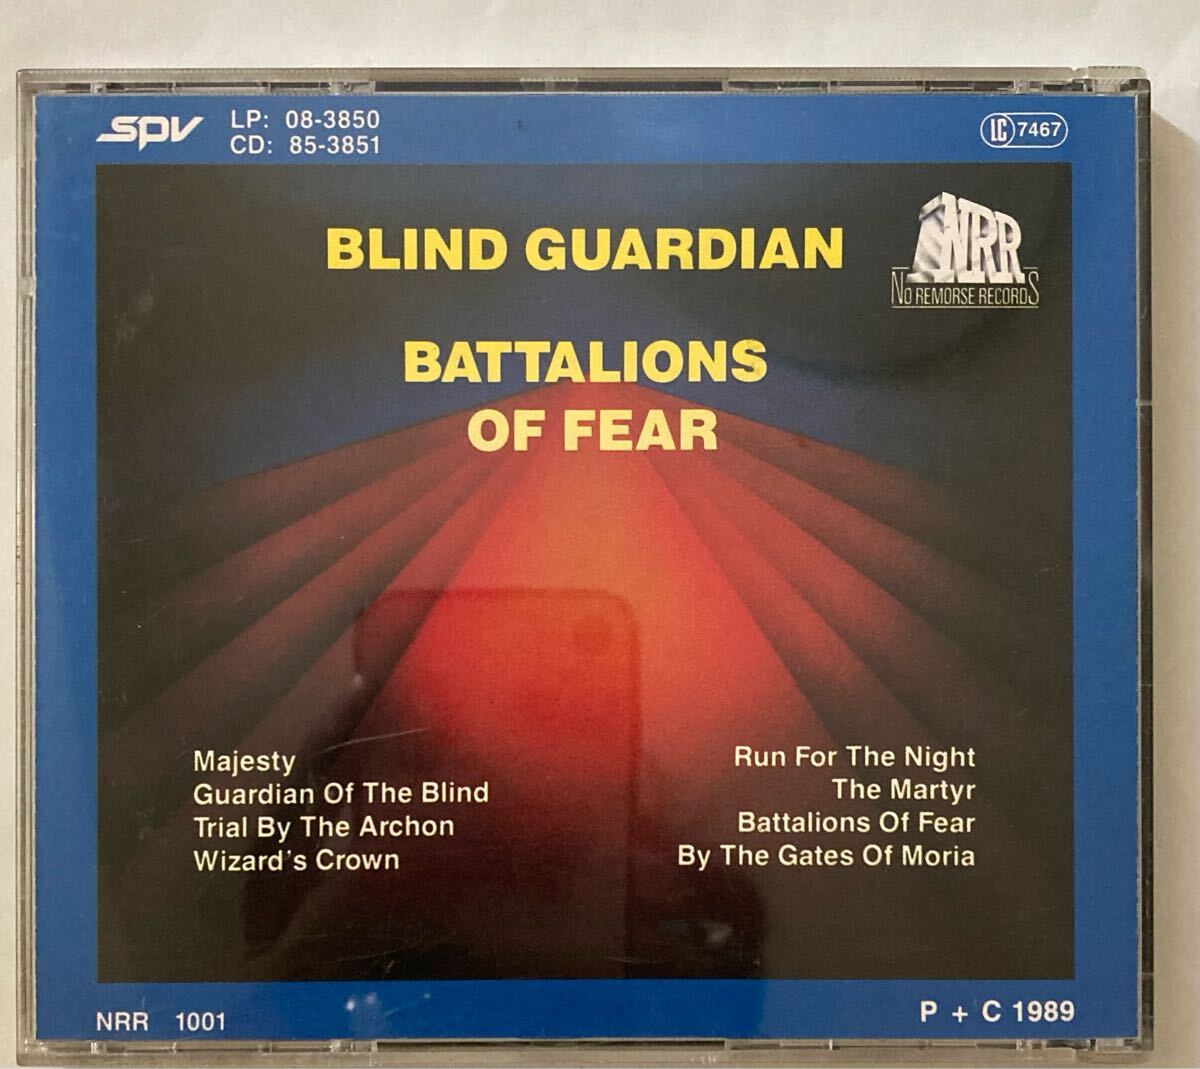 SPV
LP: 08-3850
CD: 85-3851
LC 7467
BLIND GUARDIAN
NRR
NO REMORSE RECORDS
BATTALIONS
OF FEAR
Majesty
Guardian Of The Blind
Trial By The Archon
Wizard's Crown
Run For The Night
The Martyr
Battalions Of Fear
By The Gates Of Moria
NRR 1001
P + C 1989